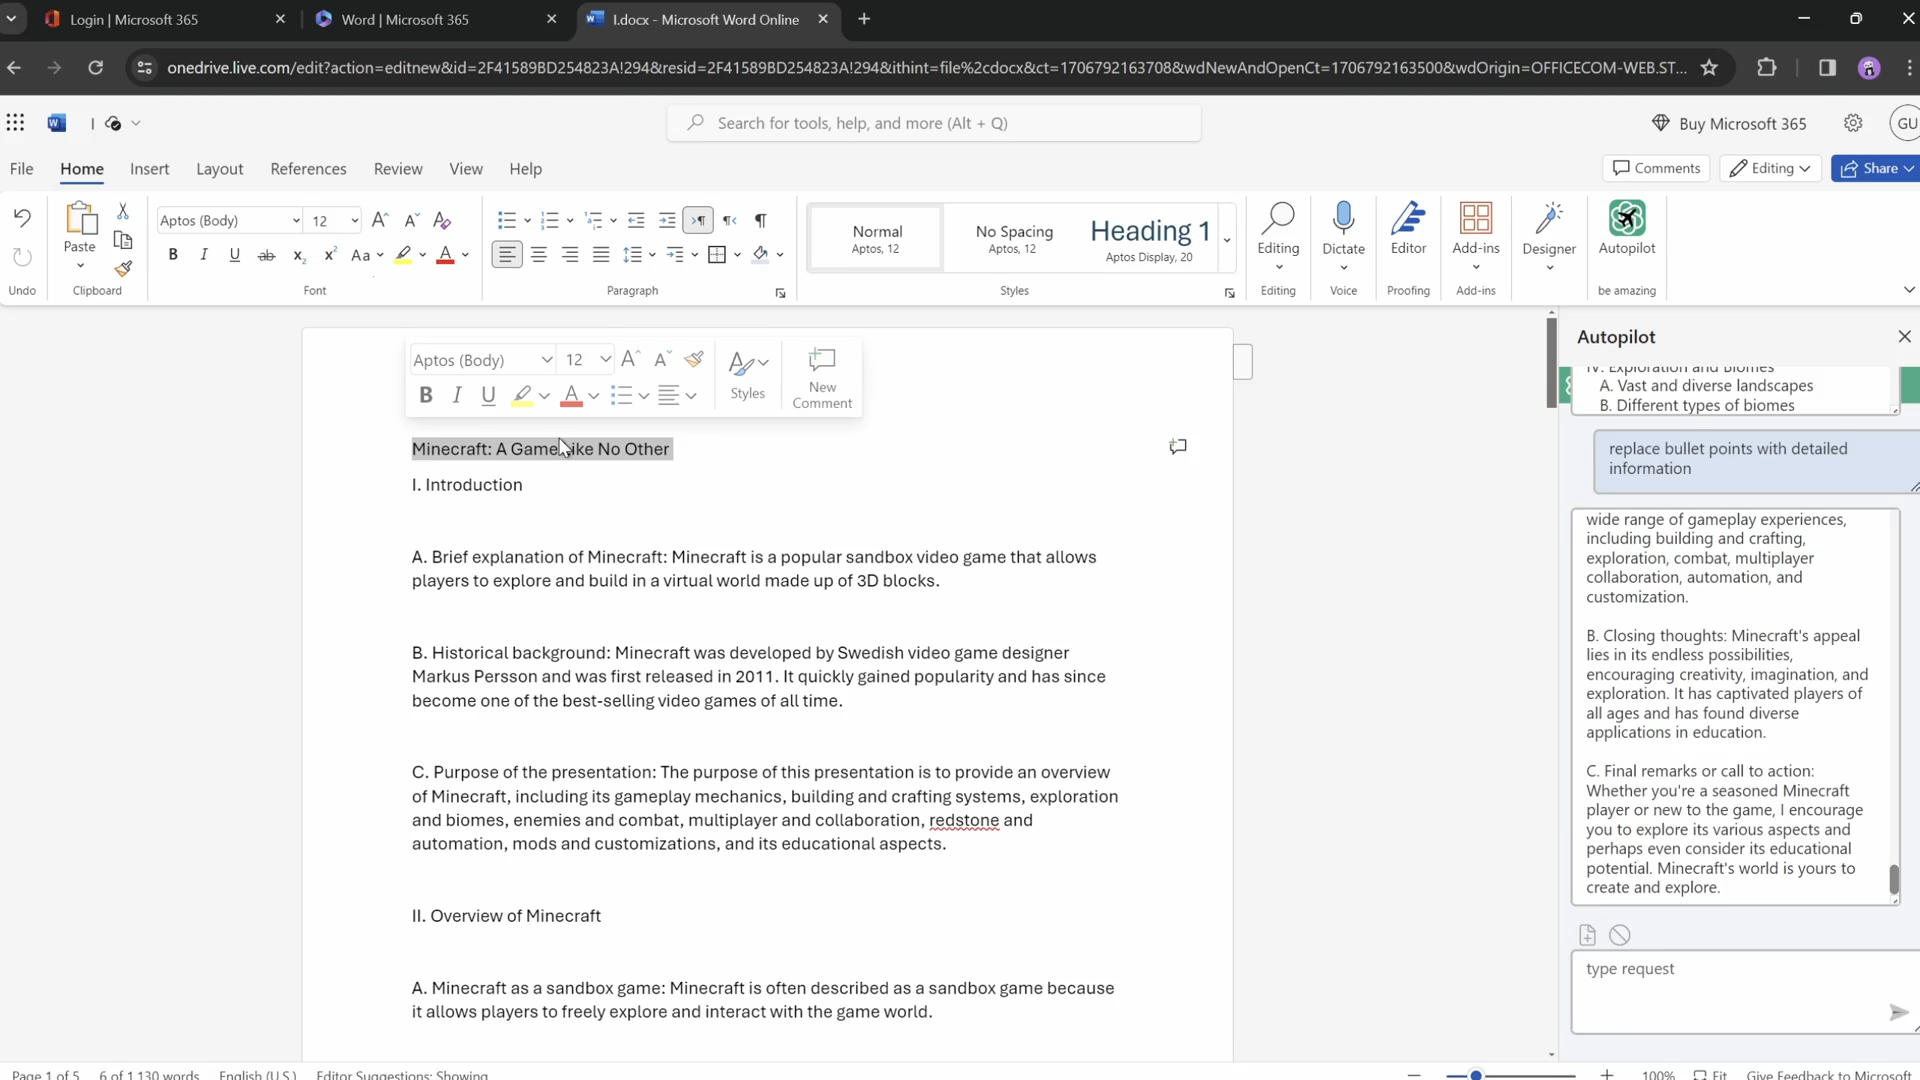 Login | Microsoft 365
Word | Microsoft 365
I.docx - Microsoft Word Online
onedrive.live.com/edit?action=editnew&id=2F41589BD254823A!294&resid=2F41589BD254823A!294&ithint=file%2cdocx&ct=1706792163708&wdNewAndOpenCt=1706792163500&wdOrigin=OFFICECOM-WEB.ST...
I
Search for tools, help, and more (Alt + Q)
Buy Microsoft 365
GU
File Home Insert Layout References Review View Help
Comments Editing Share
Paste
Aptos (Body) 12
Normal
Aptos, 12
No Spacing
Aptos, 12
Heading 1
Aptos Display, 20
Editing Dictate Editor Add-ins Designer Autopilot
Undo Clipboard Font Paragraph Styles Editing Voice Proofing Add-ins be amazing
Aptos (Body) 12
Styles
New
Comment
Minecraft: A Game Like No Other
I. Introduction
A. Brief explanation of Minecraft: Minecraft is a popular sandbox video game that allows
players to explore and build in a virtual world made up of 3D blocks.
B. Historical background: Minecraft was developed by Swedish video game designer
Markus Persson and was first released in 2011. It quickly gained popularity and has since
become one of the best-selling video games of all time.
C. Purpose of the presentation: The purpose of this presentation is to provide an overview
of Minecraft, including its gameplay mechanics, building and crafting systems, exploration
and biomes, enemies and combat, multiplayer and collaboration, redstone and
automation, mods and customizations, and its educational aspects.
II. Overview of Minecraft
A. Minecraft as a sandbox game: Minecraft is often described as a sandbox game because
it allows players to freely explore and interact with the game world.
Autopilot
IV. Exploration and Biomes
A. Vast and diverse landscapes
B. Different types of biomes
replace bullet points with detailed
information
wide range of gameplay experiences,
including building and crafting,
exploration, combat, multiplayer
collaboration, automation, and
customization.
B. Closing thoughts: Minecraft's appeal
lies in its endless possibilities,
encouraging creativity, imagination, and
exploration. It has captivated players of
all ages and has found diverse
applications in education.
C. Final remarks or call to action:
Whether you're a seasoned Minecraft
player or new to the game, I encourage
you to explore its various aspects and
perhaps even consider its educational
potential. Minecraft's world is yours to
create and explore.
type request
Page 1 of 5 6 of 1,130 words English (U.S.) Editor Suggestions: Showing
100% Fit Give Feedback to Microsoft